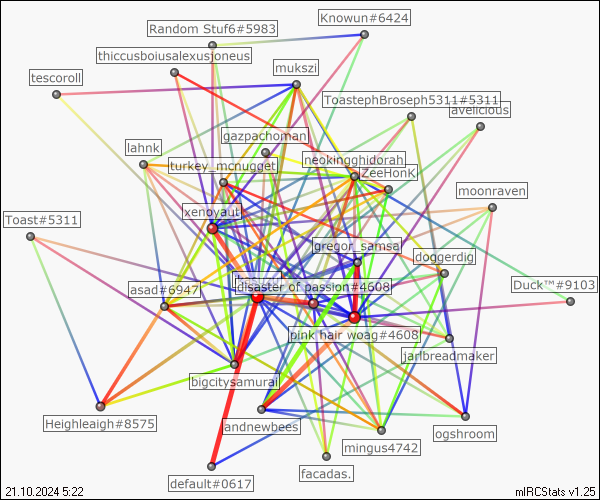 Knowun#6424
Random Stuf6#5983
thiccusboiusalexusjoneus
mukszi
tescoroll
ToastephBroseph5311#5311
avelicious
gazpachoman
lahnk
neokingghidorah
turkey_mcnugget
ZeeHonK
moonraven
xenoyaut
Toast#5311
gregor_samsa
doggerdig
disaster of passion#4608
Duck™#9103
asad#6947
pink hair woag#4608
jarlbreadmaker
bigcitysamurai
Heighleaigh#8575
andnewbees
ogshroom
mingus4742
facadas.
default#0617
21.10.2024 5:22
mIRCStats v1.25